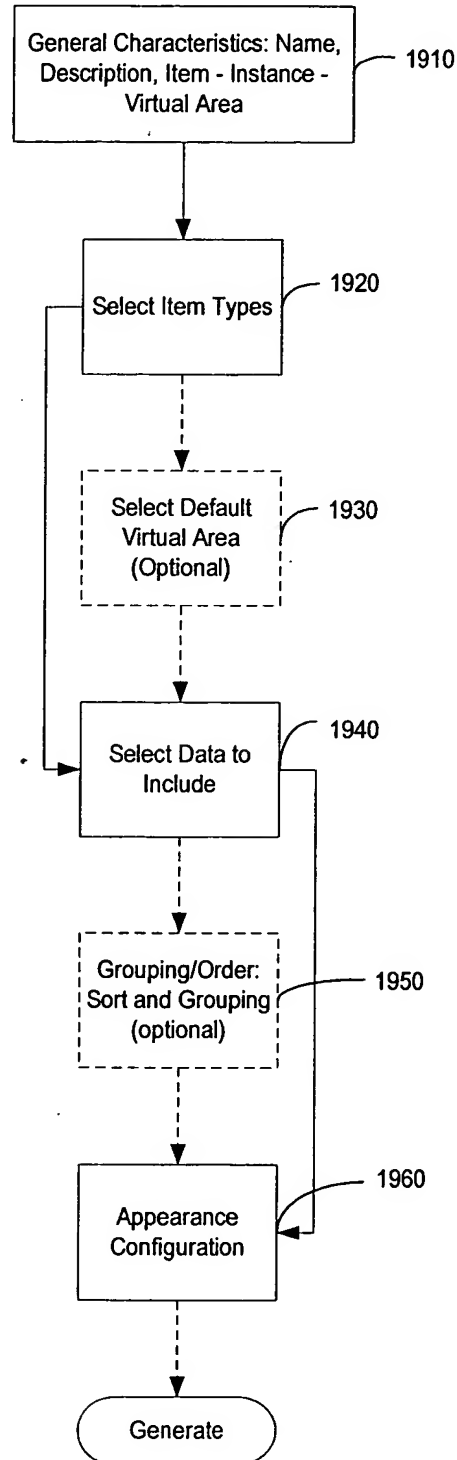 General Characteristics: Name,
Description, Item - Instance -
Virtual Area
1910
Select Item Types
1920
Select Default
Virtual Area
(Optional)
1930
Select Data to
Include
1940
Grouping/Order:
Sort and Grouping
(optional)
1950
Appearance
Configuration
1960
Generate